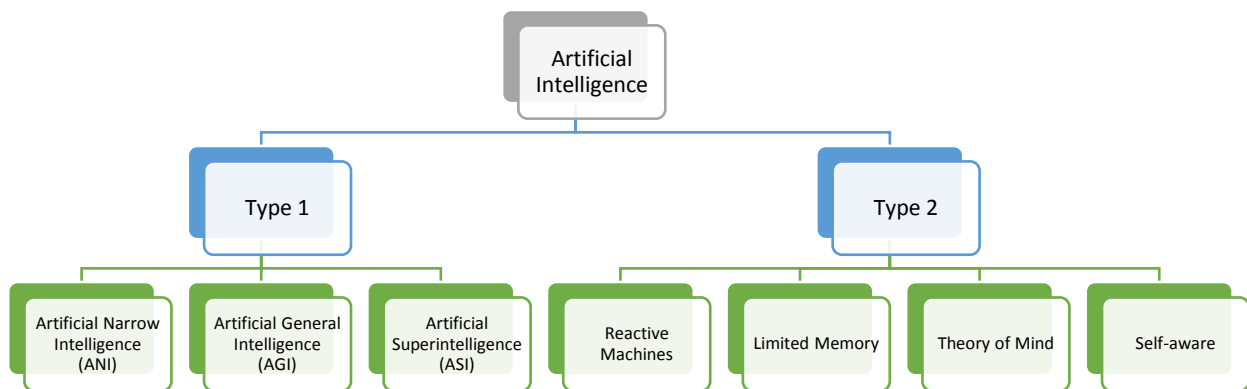 Artificial
Intelligence
Type 1
Type 2
Artificial Narrow
Intelligence
(ANI)
Artificial General
Intelligence
(AGI)
Artificial
Superintelligence
(ASI)
Reactive
Machines
Limited Memory
Theory of Mind
Self-aware